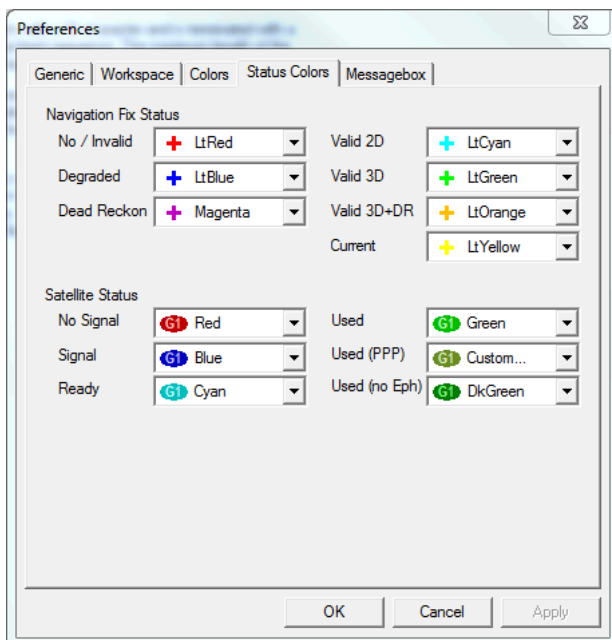 Preferences
Generic Workspace Colors Status Colors Messagebox
Navigation Fix Status
No / Invalid LtRed Valid 2D LtCyan
Degraded LtBlue Valid 3D LtGreen
Dead Reckon Magenta Valid 3D+DR LtOrange
Current LtYellow
Satellite Status
No Signal G1 Red Used G1 Green
Signal G1 Blue Used (PPP) G1 Custom...
Ready G1 Cyan Used (no Eph) G1 DkGreen
OK Cancel Apply